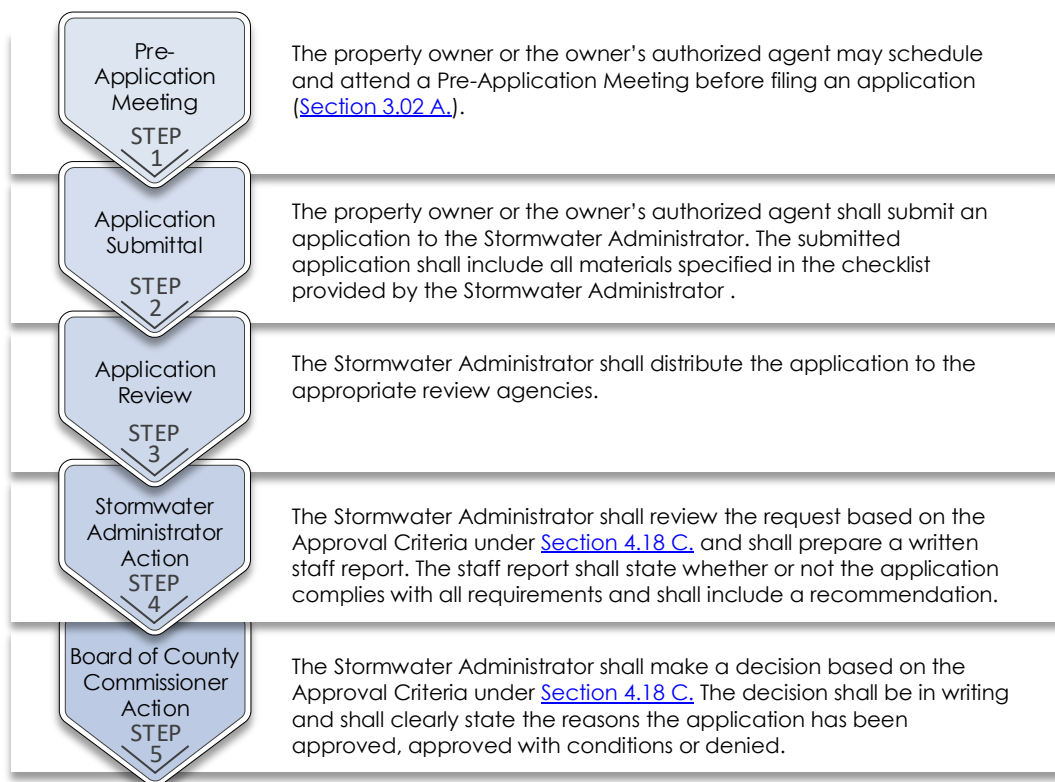 Pre-
Application
Meeting
STEP
1
The property owner or the owner’s authorized agent may schedule
and attend a Pre-Application Meeting before filing an application
(Section 3.02 A.).
Application
Submittal
STEP
2
The property owner or the owner’s authorized agent shall submit an
application to the Stormwater Administrator. The submitted
application shall include all materials specified in the checklist
provided by the Stormwater Administrator .
Application
Review
STEP
3
The Stormwater Administrator shall distribute the application to the
appropriate review agencies.
Stormwater
Administrator
Action
STEP
4
The Stormwater Administrator shall review the request based on the
Approval Criteria under Section 4.18 C. and shall prepare a written
staff report. The staff report shall state whether or not the application
complies with all requirements and shall include a recommendation.
Board of County
Commissioner
Action
STEP
5
The Stormwater Administrator shall make a decision based on the
Approval Criteria under Section 4.18 C. The decision shall be in writing
and shall clearly state the reasons the application has been
approved, approved with conditions or denied.